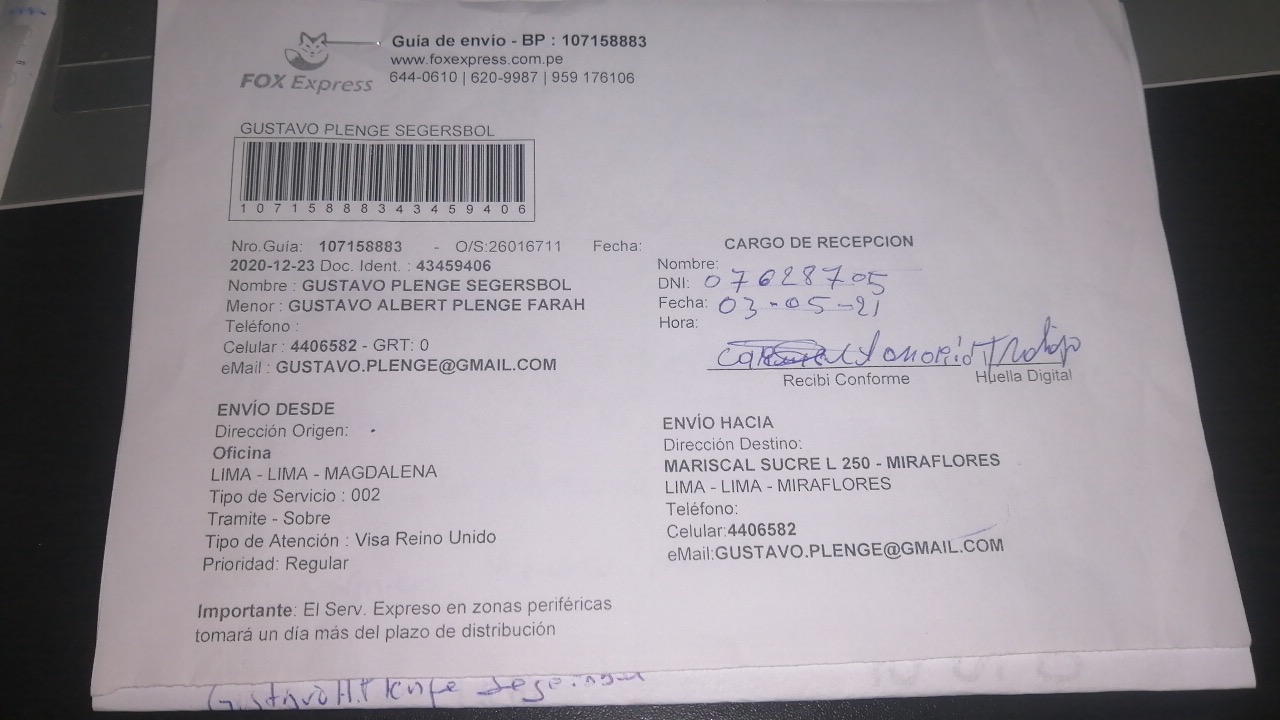 FOX Express
Guia de envio - BP : 107158883
www.foxexpress.com.pe
644-0610 | 620-9987 | 959 176106
GUSTAVO PLENGE SEGERSBOL
10715888343459406
Nro.Guía: 107158883 - O/S:26016711 Fecha:
2020-12-23 Doc. Ident. : 43459406
Nombre : GUSTAVO PLENGE SEGERSBOL
Menor : GUSTAVO ALBERT PLENGE FARAH
Teléfono :
Celular : 4406582 - GRT: 0
eMail : GUSTAVO.PLENGE@GMAIL.COM
CARGO DE RECEPCION
Nombre:
DNI: 07628705
Fecha: 03-05-21
Hora:
Recibi Conforme Huella Digital
ENVÍO DESDE
Dirección Origen: .
Oficina
LIMA - LIMA - MAGDALENA
Tipo de Servicio : 002
Tramite - Sobre
Tipo de Atención : Visa Reino Unido
Prioridad: Regular
ENVÍO HACIA
Dirección Destino:
MARISCAL SUCRE L 250 - MIRAFLORES
LIMA - LIMA - MIRAFLORES
Teléfono:
Celular:4406582
eMail:GUSTAVO.PLENGE@GMAIL.COM
Importante: El Serv. Expreso en zonas periféricas
tomará un día más del plazo de distribución